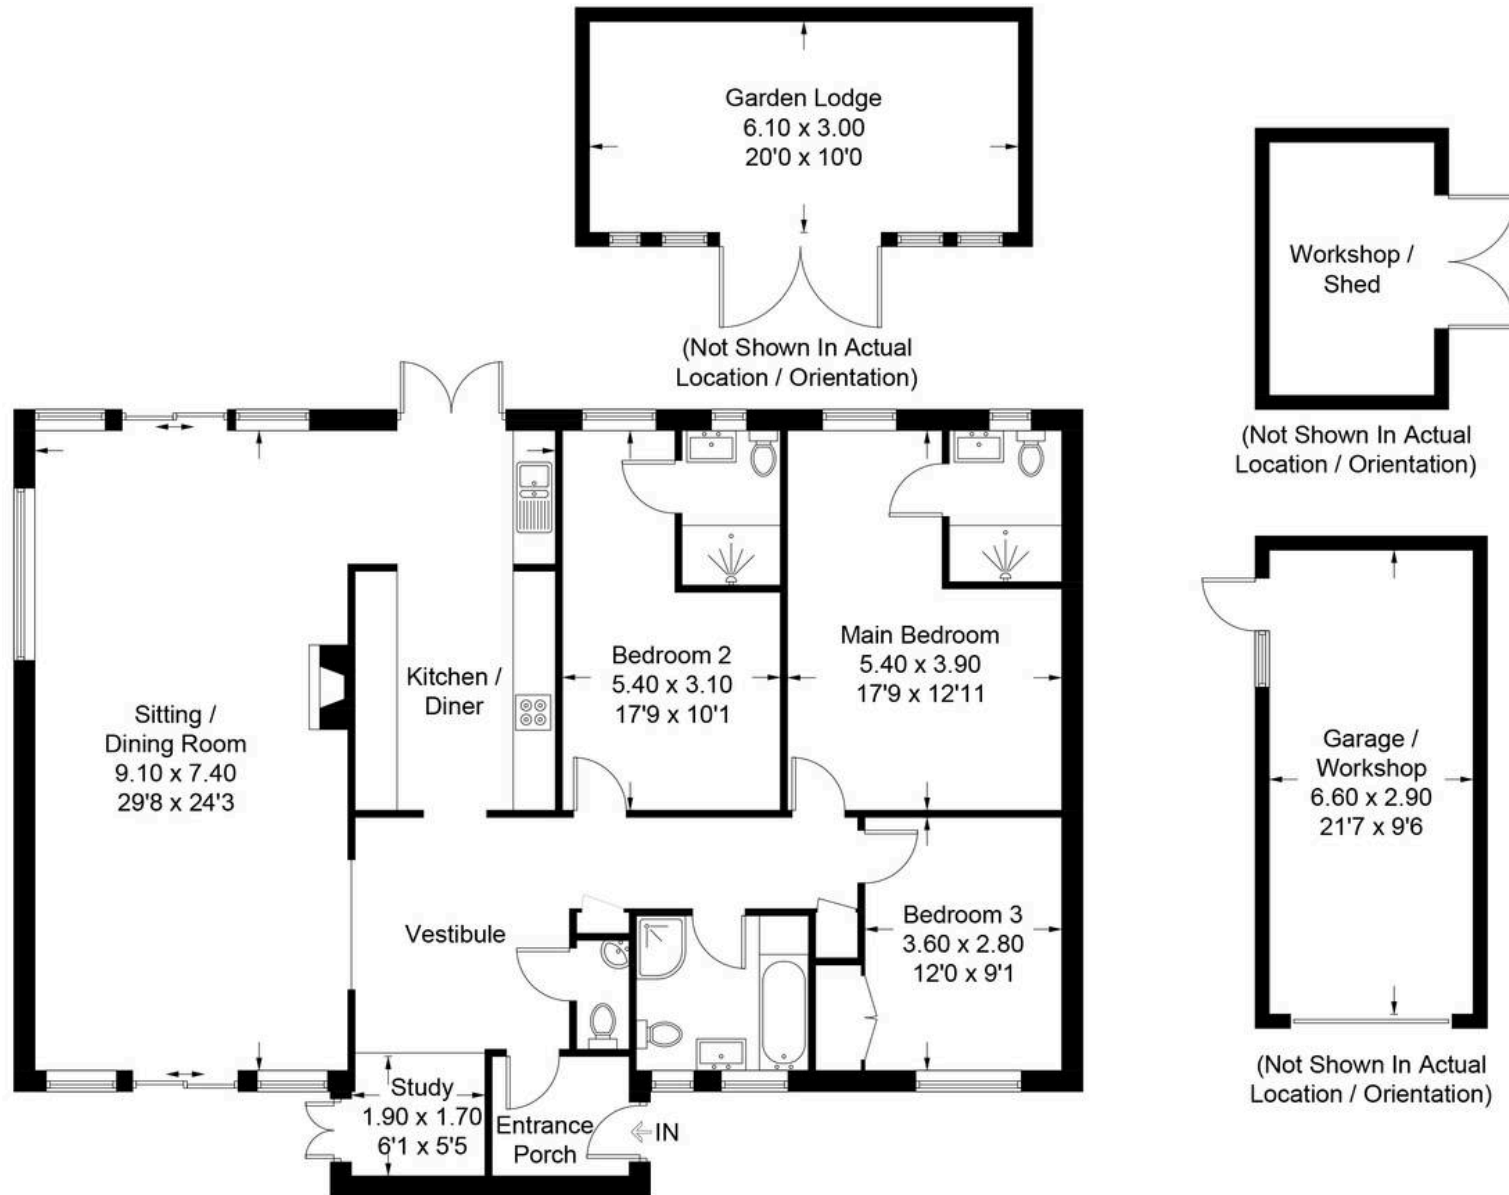 Garden Lodge
6.10 x 3.00
20'0 x 10'0
(Not Shown In Actual
Location / Orientation)
Workshop /
Shed
(Not Shown In Actual
Location / Orientation)
Sitting /
Dining Room
9.10 x 7.40
29'8 x 24'3
Kitchen /
Diner
Bedroom 2
5.40 x 3.10
17'9 x 10'1
Main Bedroom
5.40 x 3.90
17'9 x 12'11
Garage /
Workshop
6.60 x 2.90
21'7 x 9'6
(Not Shown In Actual
Location / Orientation)
Vestibule
Bedroom 3
3.60 x 2.80
12'0 x 9'1
Study
1.90 x 1.70
6'1 x 5'5
Entrance
Porch
IN